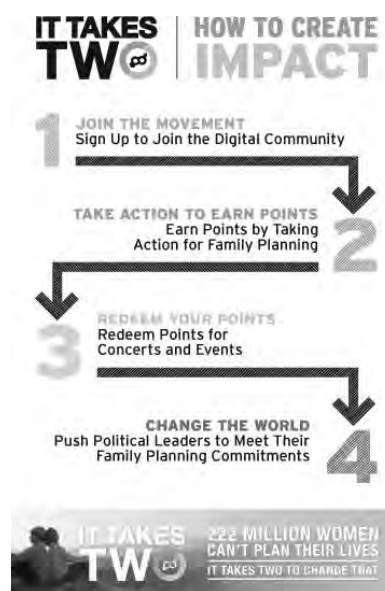 IT TAKES
TWO
HOW TO CREATE
IMPACT
1
JOIN THE MOVEMENT
Sign Up to Join the Digital Community
TAKE ACTION TO EARN POINTS
Earn Points by Taking
Action for Family Planning
2
3
REDEEM YOUR POINTS
Redeem Points for
Concerts and Events
CHANGE THE WORLD
Push Political Leaders to Meet Their
Family Planning Commitments
4
IT TAKES
TWO
222 MILLION WOMEN
CAN'T PLAN THEIR LIVES
IT TAKES TWO TO CHANGE THAT